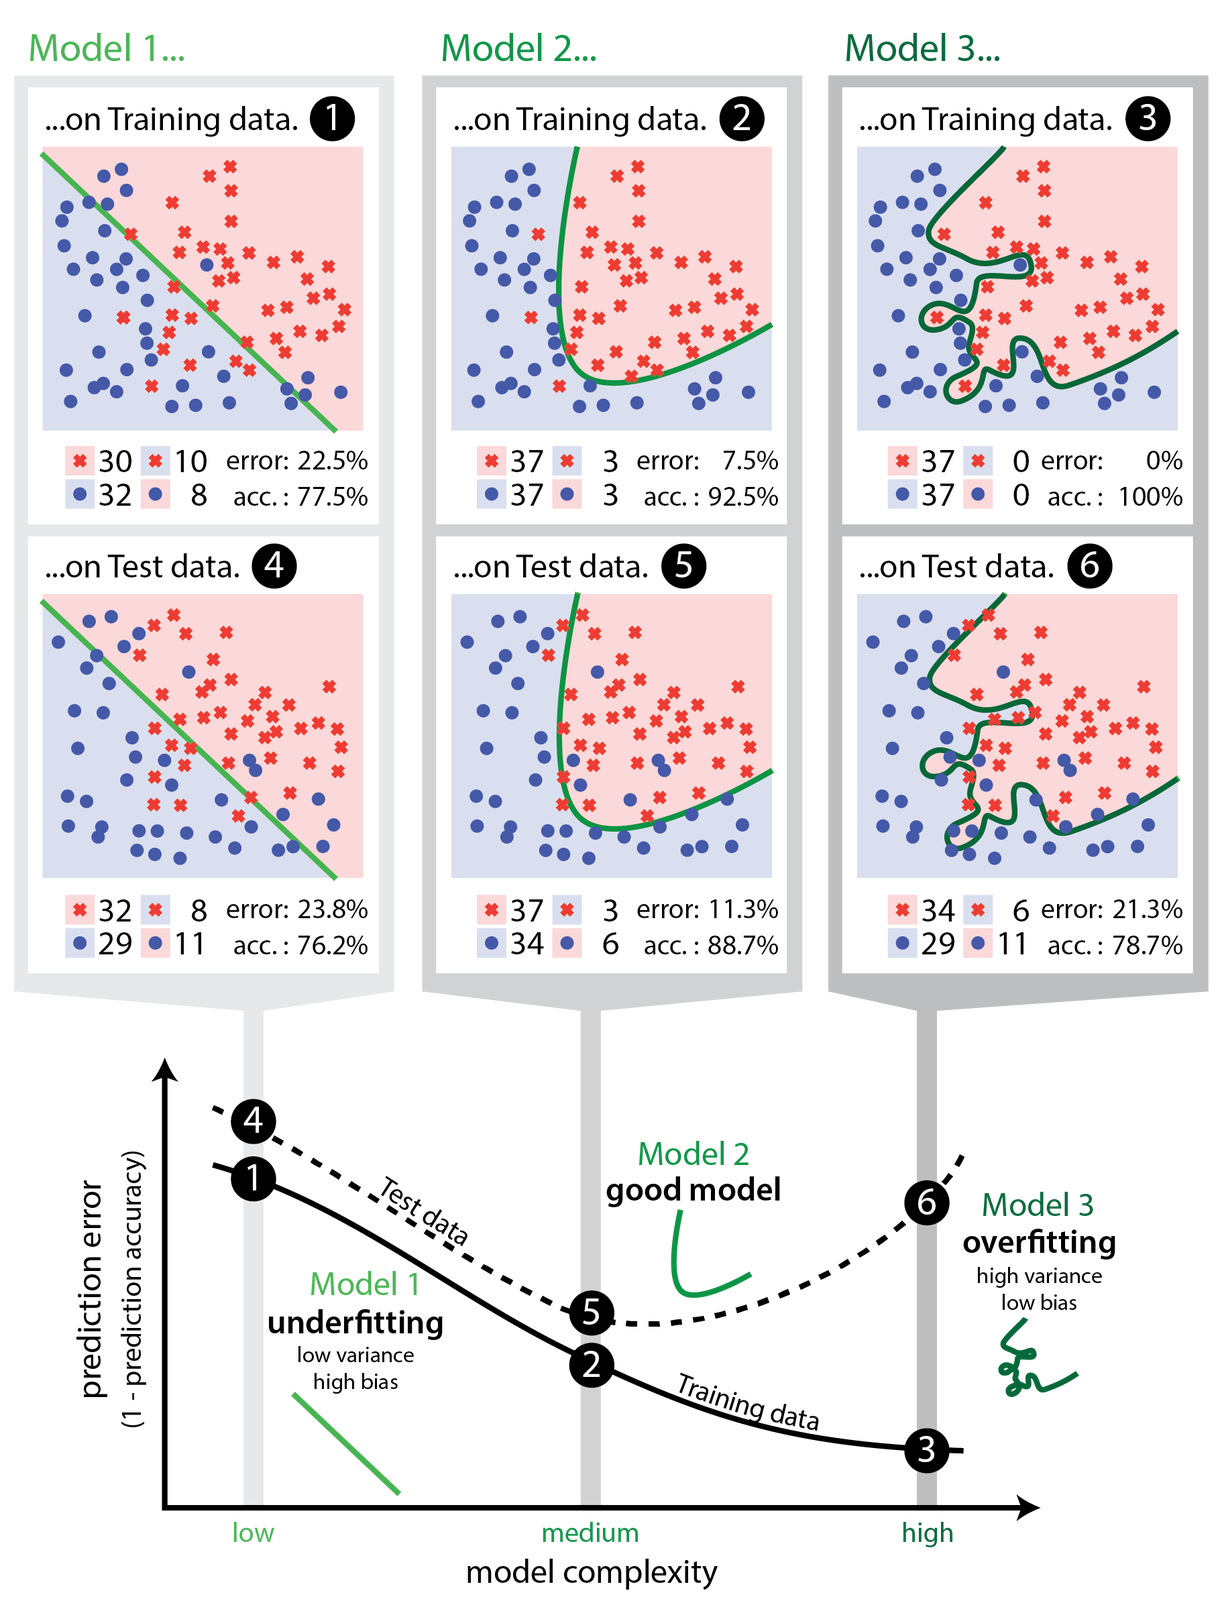 Model 1...
Model 2...
Model 3...
...on Training data. 1
...on Training data. 2
...on Training data. 3
30 10 error: 22.5%
32 8 acc. : 77.5%
37 3 error: 7.5%
37 3 acc. : 92.5%
37 0 error: 0%
37 0 acc. : 100%
...on Test data. 4
...on Test data. 5
...on Test data. 6
32 8 error: 23.8%
29 11 acc. : 76.2%
37 3 error: 11.3%
34 6 acc. : 88.7%
34 6 error: 21.3%
29 11 acc. : 78.7%
prediction error
(1 - prediction accuracy)
4
1
Test data
Model 1
underfitting
low variance
high bias
5
2
Model 2
good model
Training data
6
3
Model 3
overfitting
high variance
low bias
low
medium
high
model complexity